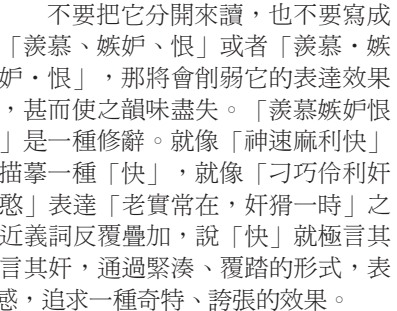 不要把它分開來讀，也不要寫成
「羨慕、嫉妒、恨」或者「羨慕・嫉
妒・恨」，那將會削弱它的表達效果
，甚而使之韻味盡失。「羨慕嫉妒恨
」是一種修辭。就像「神速麻利快」
描摹一種「快」，就像「刁巧伶利奸
憨」表達「老實常在，奸猾一時」之
近義詞反覆疊加，說「快」就極言其
言其奸，通過緊湊、覆踏的形式，表
感，追求一種奇特、誇張的效果。